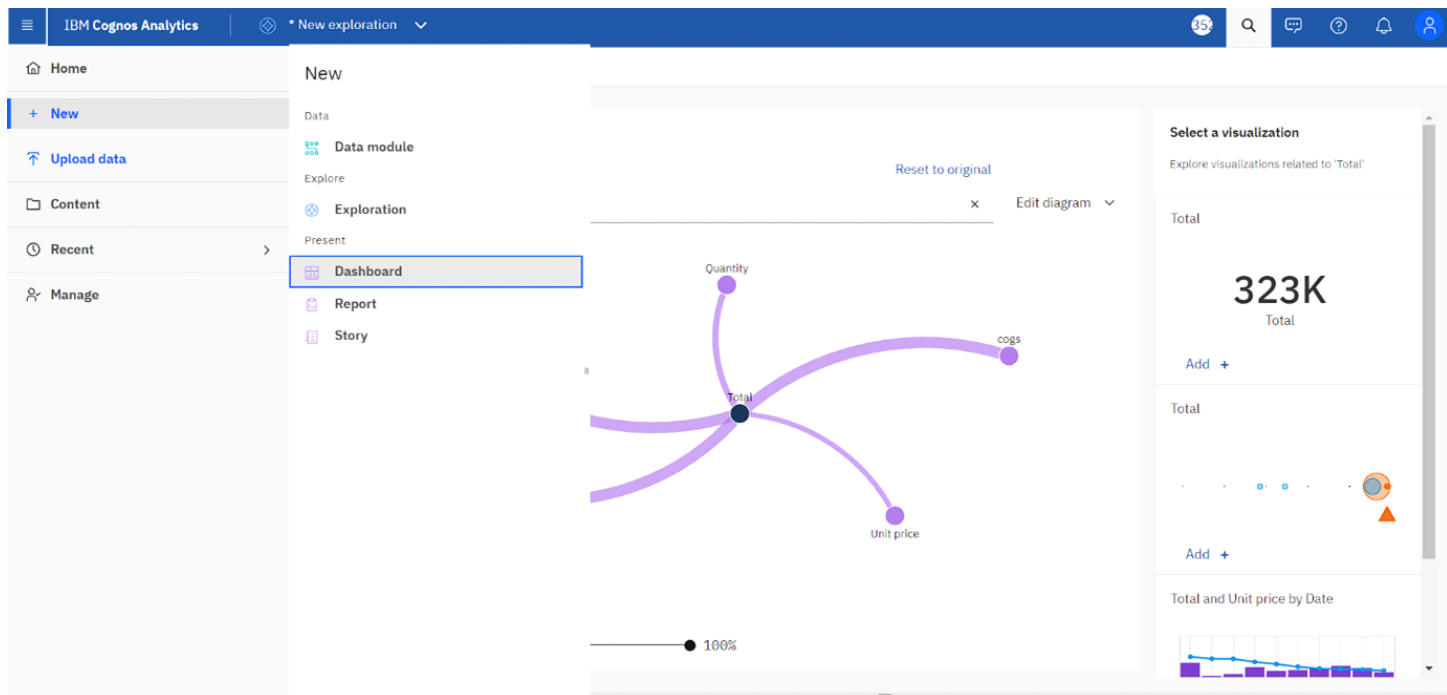 IBM Cognos Analytics
* New exploration
Home
New
Upload data
Content
Recent
Manage
New
Data
Data module
Explore
Exploration
Present
Dashboard
Report
Story
Reset to original
Edit diagram
Quantity
cogs
Total
Unit price
100%
Select a visualization
Explore visualizations related to 'Total'
Total
323K
Total
Add +
Total
Add +
Total and Unit price by Date